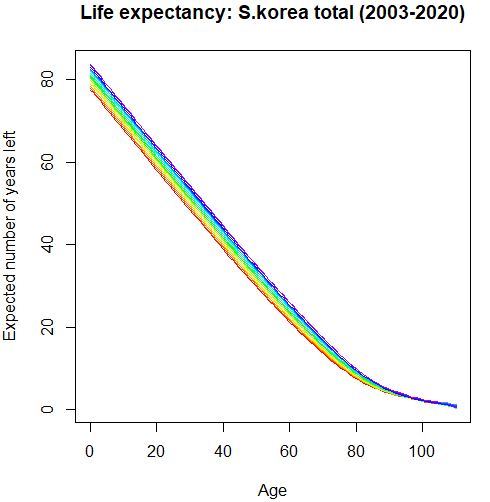 Life expectancy: S.korea total (2003-2020)
80
60
40
20
0
Expected number of years left
0 20 40 60 80 100
Age